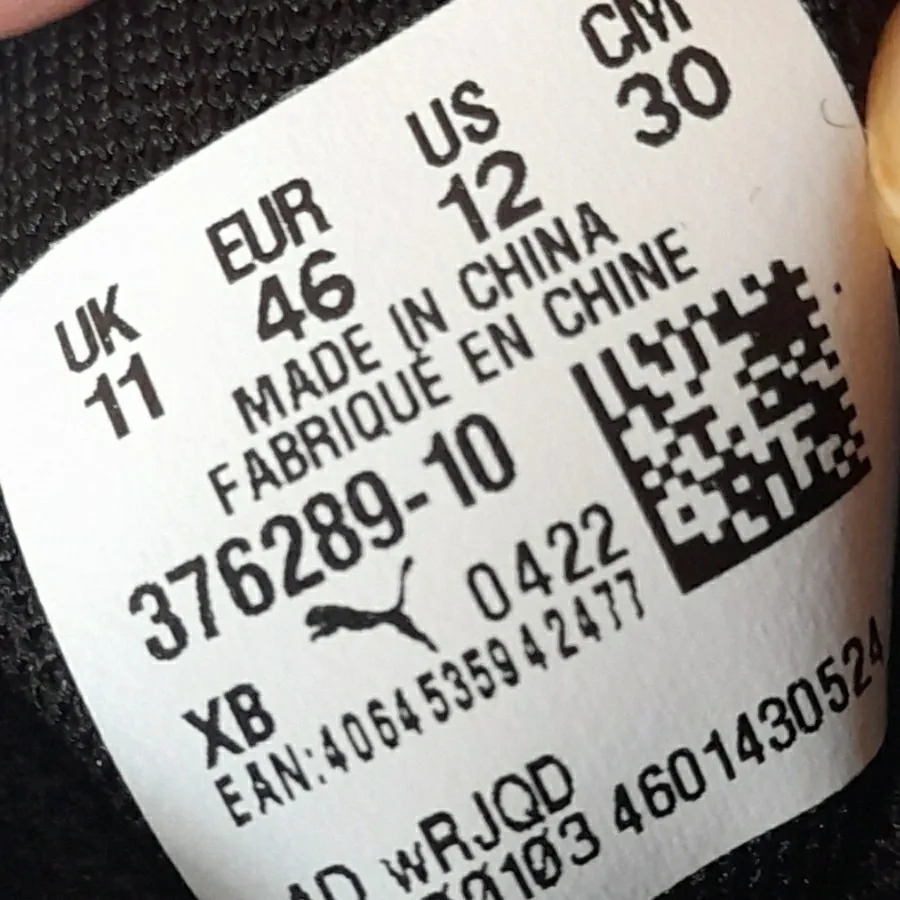 UK EUR US CM
11 46 12 30
MADE IN CHINA
FABRIQUÉ EN CHINE
376289-10
0422
XB
EAN:4064535942477
wRJQD
4601430524